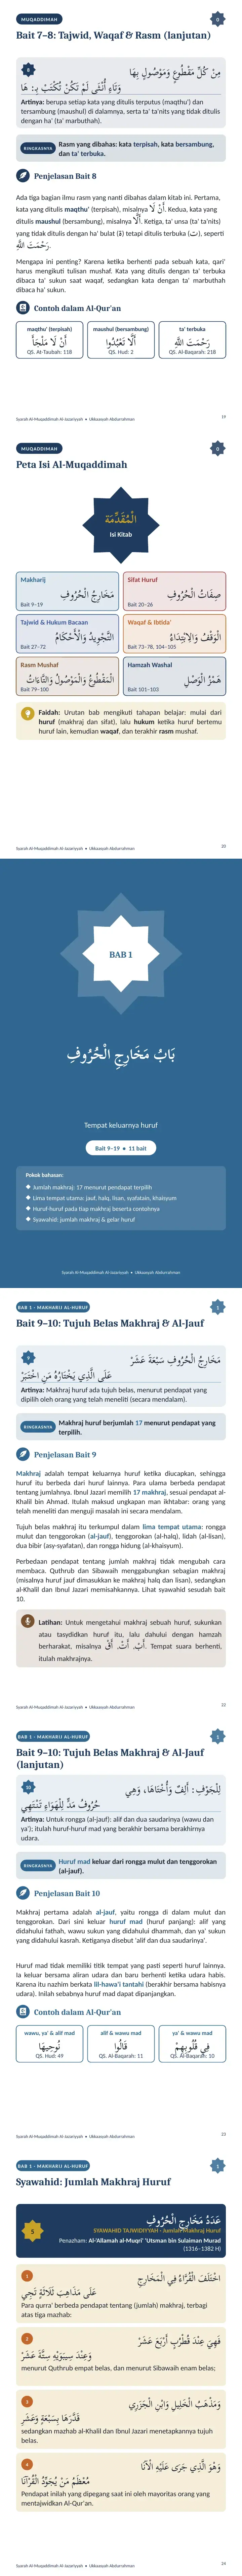 MUQADDIMAH
0
Bait 7–8: Tajwid, Waqaf & Rasm (lanjutan)
8
مِنْ كُلِّ مَقْطُوعٍ وَمَوْصُولٍ بِهَا
وَتَاءِ أُنْثَى لَمْ تَكُنْ تُكْتَبْ بِـ: هَا
Artinya: berupa setiap kata yang ditulis terputus (maqthu') dan
tersambung (maushul) di dalamnya, serta ta' ta'nits yang tidak ditulis
dengan ha' (ta' marbuthah).
RINGKASNYA
Rasm yang dibahas: kata terpisah, kata bersambung,
dan ta' terbuka.
Penjelasan Bait 8
Ada tiga bagian ilmu rasm yang nanti dibahas dalam kitab ini. Pertama,
kata yang ditulis maqthu' (terpisah), misalnya أَنْ لَا. Kedua, kata yang
ditulis maushul (bersambung), misalnya أَلَّا. Ketiga, ta' ta'nits (ta' ta'nits)
yang tidak ditulis dengan ha' bulat (ة) tetapi dibuka dengan ta' (ت), seperti
رَحْمَتَ اللَّهِ.
Mengapa ini penting? Karena ketika berhenti pada sebuah kata, qari'
harus mengikuti tulisan mushaf. Kata yang ditulis dengan ta' terbuka
dibaca ta' sukun saat waqaf, sedangkan yang ditulis dengan ta' marbuthah
dibaca ha' sukun.
Contoh dalam Al-Qur'an
maqthu' (terpisah)
أَنْ لَا مَلْجَأَ
QS. At-Taubah: 118
maushul (bersambung)
أَلَّا تَعْبُدُوا
QS. Hud: 2
ta' terbuka
رَحْمَتَ اللَّهِ
QS. Al-Baqarah: 218
Syarah Al-Muqaddimah Al-Jazariyyah • Ukkaasyah Abdurrahman
19
MUQADDIMAH
0
Peta Isi Al-Muqaddimah
الْمُقَدِّمَة
Isi Kitab
Makharij
مَخَارِجُ الْحُرُوفِ
Bait 9–19
Sifat Huruf
صِفَاتُ الْحُرُوفِ
Bait 20–26
Tajwid & Hukum Bacaan
التَّجْوِيدُ وَالْأَحْكَامُ
Bait 27–72
Waqaf & Ibtida'
الْوَقْفُ وَالِابْتِدَاءُ
Bait 73–78, 104–105
Rasm Mushaf
الْمَقْطُوعُ وَالْمَوْصُولُ وَالتَّاءَاتُ
Bait 79–100
Hamzah Washal
هَمْزُ الْوَصْلِ
Bait 101–103
Faidah: Urutan bab mengikuti tahapan belajar: mulai dari
huruf (makhraj dan sifat), lalu hukum ketika huruf bertemu
huruf lain, kemudian waqaf, dan terakhir rasm mushaf.
Syarah Al-Muqaddimah Al-Jazariyyah • Ukkaasyah Abdurrahman
20
BAB 1
بَابُ مَخَارِجِ الْحُرُوفِ
Tempat keluarnya huruf
Bait 9–19 • 11 bait
Pokok bahasan:
Jumlah makhraj: 17 menurut pendapat terpilih
Lima tempat utama: jauf, halq, lisan, syafatain, khaisyum
Huruf-huruf pada tiap makhraj beserta contohnya
Syawahid: jumlah makhraj & gelar huruf
Syarah Al-Muqaddimah Al-Jazariyyah • Ukkaasyah Abdurrahman
BAB 1 · MAKHARIJ AL-HURUF
1
Bait 9–10: Tujuh Belas Makhraj & Al-Jauf
9
مَخَارِجُ الْحُرُوفِ سَبْعَةَ عَشَرْ
عَلَى الَّذِي يَخْتَارُهُ مَنِ اخْتَبَرْ
Artinya: Makhraj huruf ada tujuh belas, menurut pendapat yang
dipilih oleh orang yang telah meneliti (secara mendalam).
RINGKASNYA
Makhraj huruf berjumlah 17 menurut pendapat yang
terpilih.
Penjelasan Bait 9
Makhraj adalah tempat keluarnya huruf ketika diucapkan, sehingga
huruf itu berbeda dari huruf lainnya. Para ulama berbeda pendapat
tentang jumlahnya. Ibnul Jazari memilih 17 makhraj, sesuai pendapat al-
Khalil bin Ahmad. Itulah maksud ungkapan man ikhtabar: orang yang
telah meneliti dan menguji masalah ini secara mendalam.
Tujuh belas makhraj itu terkumpul dalam lima tempat utama: rongga
mulut dan tenggorokan (al-jauf), tenggorokan (al-halq), lidah (al-lisan),
dua bibir (asy-syafatan), dan rongga hidung (al-khaisyum).
Perbedaan pendapat tentang jumlah makhraj tidak mengubah cara
membaca. Quthrub dan Sibawaih menggabungkan sebagian makhraj
(misalnya huruf jauf dimasukkan ke makhraj halq dan lisan), sedangkan
al-Khalil dan Ibnul Jazari memisahkannya. Lihat syawahid sesudah bait
10.
Latihan: Untuk mengetahui makhraj sebuah huruf, sukunkan
atau tasydidkan huruf itu, lalu dahului dengan hamzah
berharakat, misalnya أَبْ، أَتْ، أَقْ. Tempat suara berhenti,
itulah makhrajnya.
Syarah Al-Muqaddimah Al-Jazariyyah • Ukkaasyah Abdurrahman
22
BAB 1 · MAKHARIJ AL-HURUF
1
Bait 9–10: Tujuh Belas Makhraj & Al-Jauf
(lanjutan)
10
لِلْجَوْفِ: أَلِفٌ وَأُخْتَاهَا، وَهِي
حُرُوفُ مَدٍّ لِلْهَوَاءِ تَنْتَهِي
Artinya: Untuk rongga (al-jauf): alif dan dua saudarinya (wawu dan
ya'); itulah huruf-huruf mad yang berakhir bersama berakhirnya
udara.
RINGKASNYA
Huruf mad keluar dari rongga mulut dan tenggorokan
(al-jauf).
Penjelasan Bait 10
Makhraj pertama adalah al-jauf, yaitu rongga di dalam mulut dan
tenggorokan. Dari sini keluar huruf mad (huruf panjang): alif yang
didahului fathah, wawu sukun yang didahului dhammah, dan ya' sukun
yang didahului kasrah. Ketiganya disebut 'alif dan dua saudarinya'.
Huruf mad tidak memiliki titik tempat yang pasti seperti huruf lainnya.
Ia keluar bersama aliran udara dan baru berhenti ketika udara habis.
Karena itu nazhim berkata lil-hawa'i tantahi (berakhir bersama habisnya
udara). Inilah sebabnya huruf mad dapat dipanjangkan.
Contoh dalam Al-Qur'an
wawu, ya' & alif mad
نُوحِيهَا
QS. Hud: 49
alif & wawu mad
قَالُوا
QS. Al-Baqarah: 11
ya' & wawu mad
فِي قُلُوبِهِمْ
QS. Al-Baqarah: 10
Syarah Al-Muqaddimah Al-Jazariyyah • Ukkaasyah Abdurrahman
23
BAB 1 · MAKHARIJ AL-HURUF
1
Syawahid: Jumlah Makhraj Huruf
S
عَدَدُ مَخَارِجِ الْحُرُوفِ
SYAWAHID TAJWIDIYYAH · Jumlah Makhraj Huruf
Penazham: Al-'Allamah al-Muqri' 'Utsman bin Sulaiman Murad
(1316–1382 H)
1
اخْتَلَفَ الْقُرَّاءُ فِي الْمَخَارِجِ
عَلَى مَذَاهِبَ ثَلَاثَةٍ تَجِي
Para qurra' berbeda pendapat tentang (jumlah) makhraj, terbagi
atas tiga mazhab:
2
فَهِيَ عِنْدَ قُطْرُبٍ أَرْبَعَ عَشَرْ
وَعِنْدَ سِيبَوَيْهِ سِتَّةَ عَشَرْ
menurut Quthrub empat belas, dan menurut Sibawaih enam belas;
3
وَمَذْهَبُ الْخَلِيلِ وَابْنِ الْجَزَرِي
قَدَّرَهَا بِسَبْعَةٍ وَعَشَرِ
sedangkan mazhab al-Khalil dan Ibnul Jazari menetapkannya tujuh
belas.
4
وَهْوَ الَّذِي جَرَى عَلَيْهِ الْآنَا
مُعْظَمُ مَنْ يُجَوِّدُ الْقُرْآنَا
Pendapat inilah yang dipegang saat ini oleh mayoritas orang yang
mentajwidkan Al-Qur'an.
Syarah Al-Muqaddimah Al-Jazariyyah • Ukkaasyah Abdurrahman
24